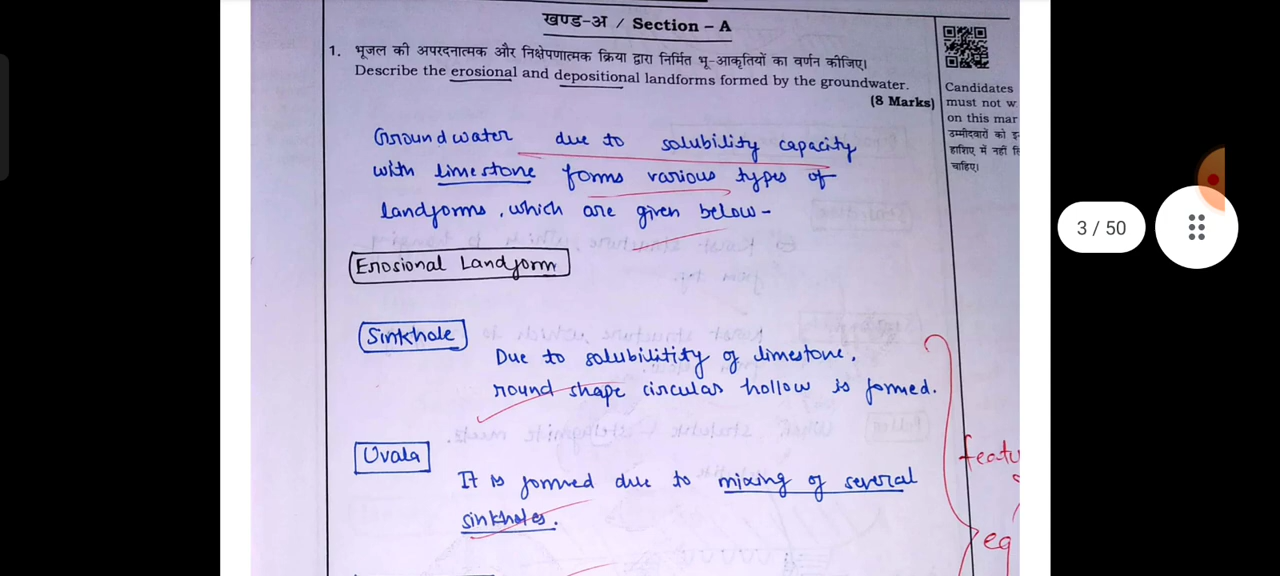 खण्ड-अ / Section – A
1. भूजल की अपरदनात्मक और निक्षेपणात्मक क्रिया द्वारा निर्मित भू-आकृतियों का वर्णन कीजिए।
Describe the erosional and depositional landforms formed by the groundwater.
(8 Marks)
Groundwater due to solubility capacity
with limestone forms various types of
landforms, which are given below-
Erosional Landform
Sinkhole
Due to solubilitity of limestone,
round shape circular hollow is formed.
Uvala
It is formed due to mixing of several
sinkholes.
Candidates
must not w
on this mar
उम्मीदवारों को इ
हाशिए में नहीं
चाहिए।
featu
eg
3 / 50